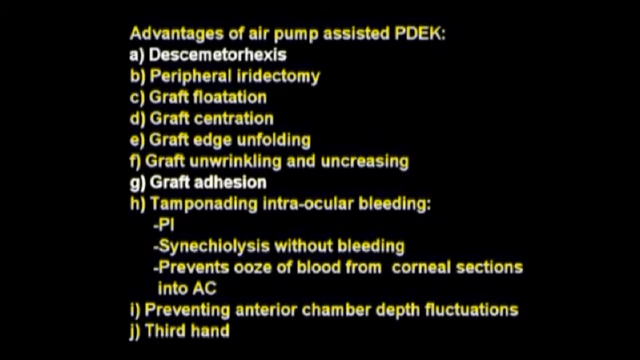 Advantages of air pump assisted PDEK:
a) Descemetorhexis
b) Peripheral iridectomy
c) Graft floatation
d) Graft centration
e) Graft edge unfolding
f) Graft unwrinkling and uncreasing
g) Graft adhesion
h) Tamponading intra-ocular bleeding:
-PI
-Synechiolysis without bleeding
-Prevents ooze of blood from corneal sections
into AC
i) Preventing anterior chamber depth fluctuations
j) Third hand